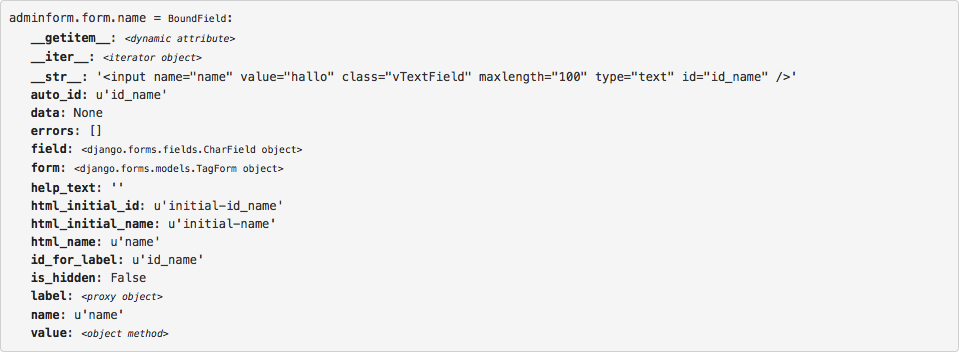 adminform.form.name = BoundField:
__getitem__: <dynamic attribute>
__iter__: <iterator object>
__str__: '<input name="name" value="hallo" class="vTextField" maxlength="100" type="text" id="id_name" />'
auto_id: u'id_name'
data: None
errors: []
field: <django.forms.fields.CharField object>
form: <django.forms.models.TagForm object>
help_text: ''
html_initial_id: u'initial-id_name'
html_initial_name: u'initial-name'
html_name: u'name'
id_for_label: u'id_name'
is_hidden: False
label: <proxy object>
name: u'name'
value: <object method>